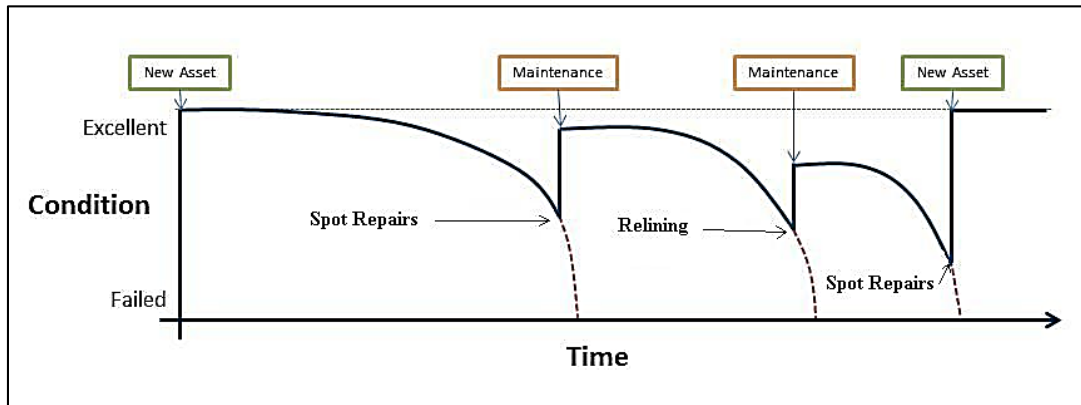 New Asset
Maintenance
Maintenance
New Asset
Excellent
Condition
Spot Repairs
Relining
Spot Repairs
Failed
Time